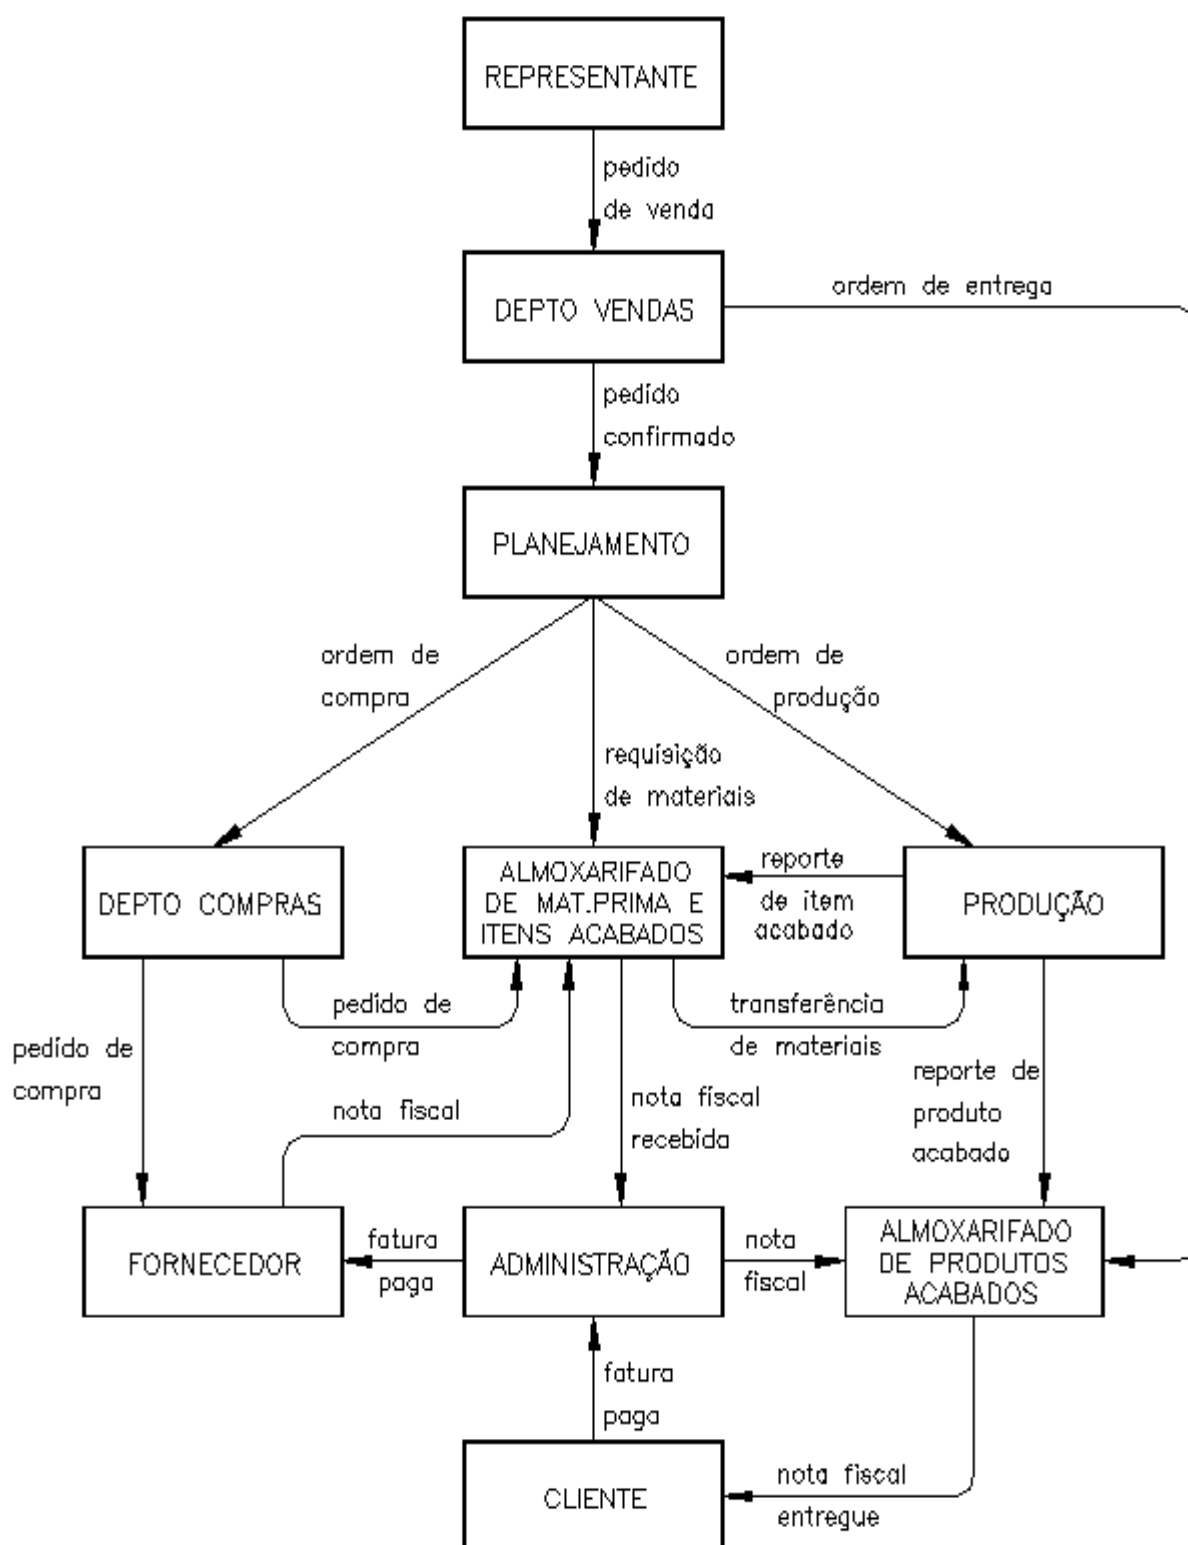 REPRESENTANTE
pedido
de venda
DEPTO VENDAS
ordem de entrega
pedido
confirmado
PLANEJAMENTO
ordem de
compra
ordem de
produção
requisição
de materiais
DEPTO COMPRAS
ALMOXARIFADO
DE MAT.PRIMA E
ITENS ACABADOS
reporte
de item
acabado
PRODUÇÃO
pedido de
compra
pedido de
compra
transferência
de materiais
nota fiscal
nota fiscal
recebida
reporte de
produto
acabado
FORNECEDOR
fatura
paga
ADMINISTRAÇÃO
nota
fiscal
ALMOXARIFADO
DE PRODUTOS
ACABADOS
fatura
paga
CLIENTE
nota fiscal
entregue